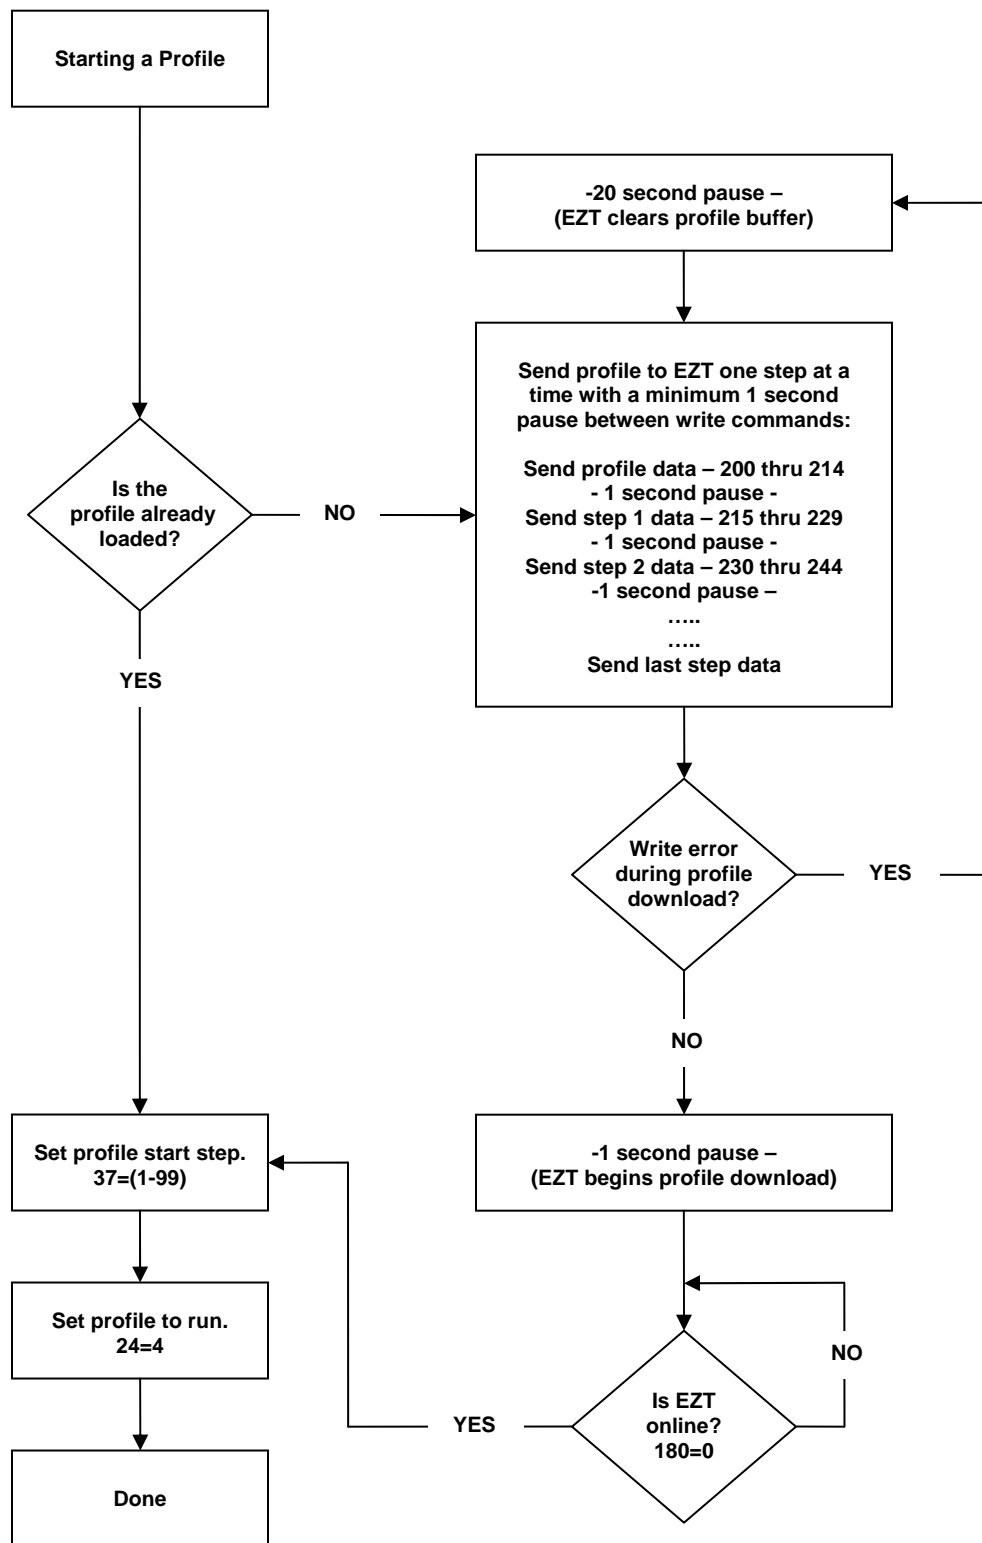 Starting a Profile
-20 second pause –
(EZT clears profile buffer)
Send profile to EZT one step at a
time with a minimum 1 second
pause between write commands:
Send profile data – 200 thru 214
- 1 second pause -
Send step 1 data – 215 thru 229
- 1 second pause -
Send step 2 data – 230 thru 244
-1 second pause –
…..
…..
Send last step data
Is the
profile already
loaded?
NO
YES
Write error
during profile
download?
YES
NO
-1 second pause –
(EZT begins profile download)
Set profile start step.
37=(1-99)
Set profile to run.
24=4
Is EZT
online?
180=0
NO
YES
Done